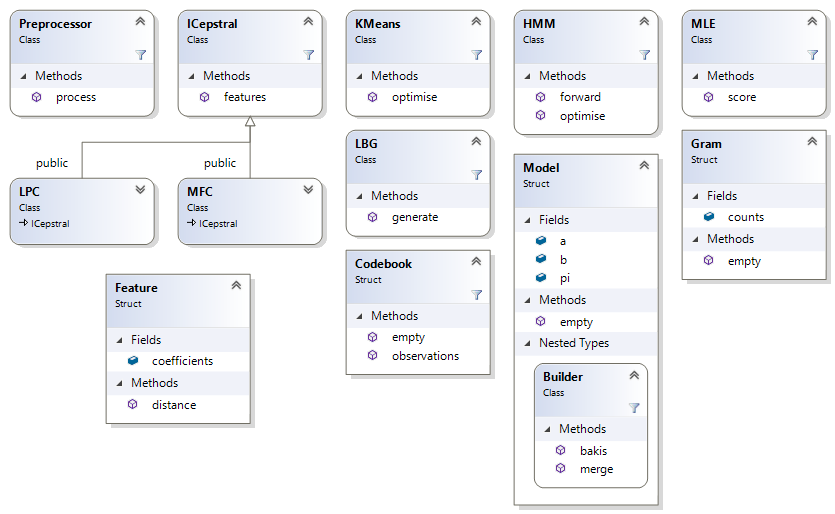 Preprocessor
Class
Methods
process
ICepstral
Class
Methods
features
KMeans
Class
Methods
optimise
HMM
Class
Methods
forward
optimise
MLE
Class
Methods
score
public
public
LPC
Class
ICepstral
MFC
Class
ICepstral
LBG
Class
Methods
generate
Model
Struct
Fields
a
b
pi
Methods
empty
Nested Types
Builder
Class
Methods
bakis
merge
Gram
Struct
Fields
counts
Methods
empty
Feature
Struct
Fields
coefficients
Methods
distance
Codebook
Struct
Methods
empty
observations